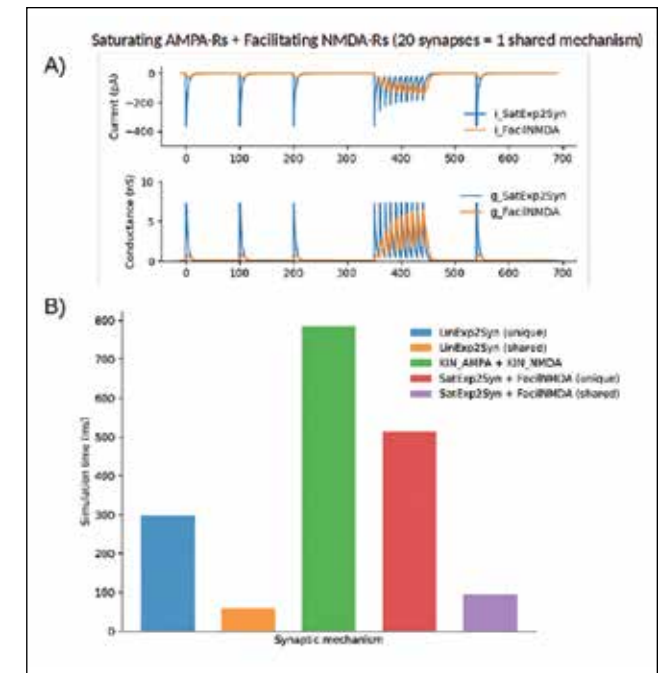 Saturating AMPA-Rs + Facilitating NMDA-Rs (20 synapses = 1 shared mechanism)
A)
Current (pA)
0
−200
−400
i_SatExp2Syn
i_FacilNMDA
0 100 200 300 400 500 600 700
Conductance (nS)
10
5
0
g_SatExp2Syn
g_FacilNMDA
0 100 200 300 400 500 600 700
B)
Simulation time (ms)
800
700
600
500
400
300
200
100
0
LinExp2Syn (unique)
LinExp2Syn (shared)
KIN_AMPA + KIN_NMDA
SatExp2Syn + FacilNMDA (unique)
SatExp2Syn + FacilNMDA (shared)
Synaptic mechanism